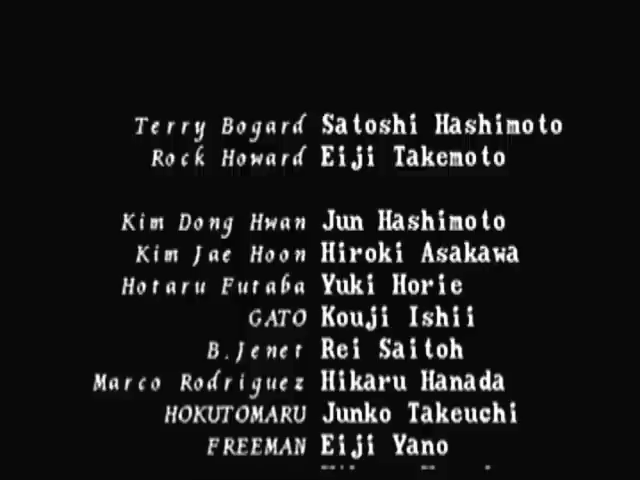 Terry Bogard Satoshi Hashimoto
Rock Howard Eiji Takemoto
Kim Dong Hwan Jun Hashimoto
Kim Jae Hoon Hiroki Asakawa
Hotaru Futaba Yuki Horie
GATO Kouji Ishii
B.Jenet Rei Saitoh
Marco Rodriguez Hikaru Hanada
HOKUTOMARU Junko Takeuchi
FREEMAN Eiji Yano